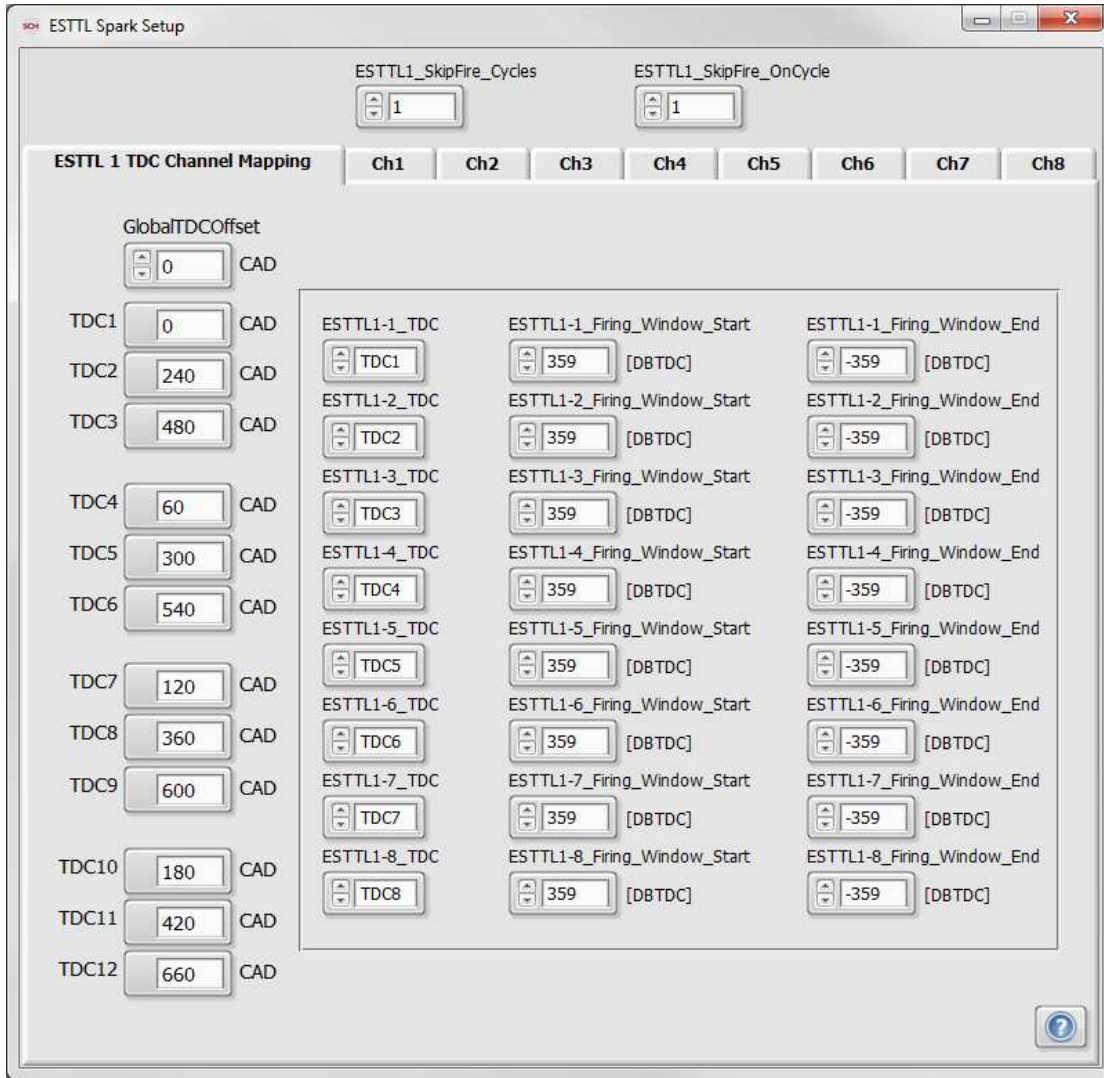 SCM ESTTL Spark Setup
ESTTL1_SkipFire_Cycles ESTTL1_SkipFire_OnCycle
1 1
ESTTL 1 TDC Channel Mapping Ch1 Ch2 Ch3 Ch4 Ch5 Ch6 Ch7 Ch8
GlobalTDCOffset
0 CAD
TDC1 0 CAD
TDC2 240 CAD
TDC3 480 CAD
TDC4 60 CAD
TDC5 300 CAD
TDC6 540 CAD
TDC7 120 CAD
TDC8 360 CAD
TDC9 600 CAD
TDC10 180 CAD
TDC11 420 CAD
TDC12 660 CAD
ESTTL1-1_TDC ESTTL1-1_Firing_Window_Start ESTTL1-1_Firing_Window_End
TDC1 359 [DBTDC] -359 [DBTDC]
ESTTL1-2_TDC ESTTL1-2_Firing_Window_Start ESTTL1-2_Firing_Window_End
TDC2 359 [DBTDC] -359 [DBTDC]
ESTTL1-3_TDC ESTTL1-3_Firing_Window_Start ESTTL1-3_Firing_Window_End
TDC3 359 [DBTDC] -359 [DBTDC]
ESTTL1-4_TDC ESTTL1-4_Firing_Window_Start ESTTL1-4_Firing_Window_End
TDC4 359 [DBTDC] -359 [DBTDC]
ESTTL1-5_TDC ESTTL1-5_Firing_Window_Start ESTTL1-5_Firing_Window_End
TDC5 359 [DBTDC] -359 [DBTDC]
ESTTL1-6_TDC ESTTL1-6_Firing_Window_Start ESTTL1-6_Firing_Window_End
TDC6 359 [DBTDC] -359 [DBTDC]
ESTTL1-7_TDC ESTTL1-7_Firing_Window_Start ESTTL1-7_Firing_Window_End
TDC7 359 [DBTDC] -359 [DBTDC]
ESTTL1-8_TDC ESTTL1-8_Firing_Window_Start ESTTL1-8_Firing_Window_End
TDC8 359 [DBTDC] -359 [DBTDC]
?